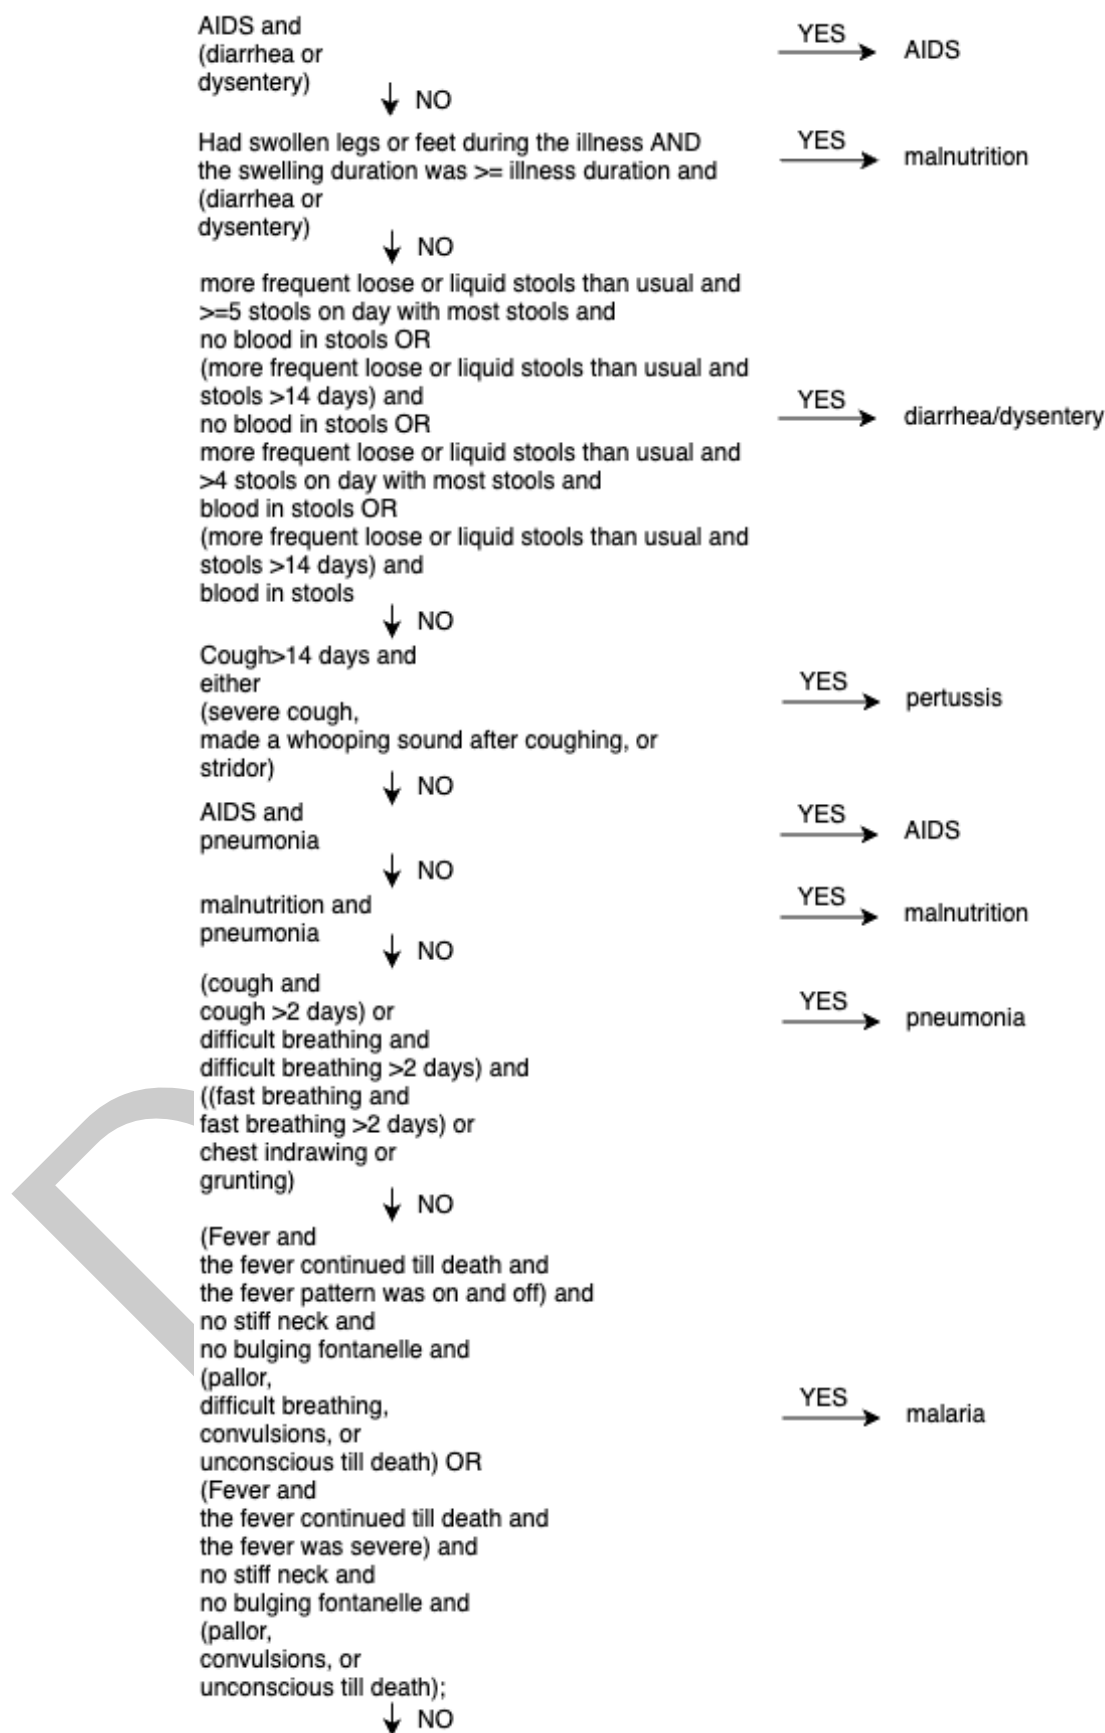 AIDS and
(diarrhea or
dysentery)
YES
AIDS
NO
Had swollen legs or feet during the illness AND
the swelling duration was >= illness duration and
(diarrhea or
dysentery)
YES
malnutrition
NO
more frequent loose or liquid stools than usual and
>=5 stools on day with most stools and
no blood in stools OR
(more frequent loose or liquid stools than usual and
stools >14 days) and
no blood in stools OR
more frequent loose or liquid stools than usual and
>4 stools on day with most stools and
blood in stools OR
(more frequent loose or liquid stools than usual and
stools >14 days) and
blood in stools
YES
diarrhea/dysentery
NO
Cough>14 days and
either
(severe cough,
made a whooping sound after coughing, or
stridor)
YES
pertussis
NO
AIDS and
pneumonia
YES
AIDS
NO
malnutrition and
pneumonia
YES
malnutrition
NO
(cough and
cough >2 days) or
difficult breathing and
difficult breathing >2 days) and
((fast breathing and
fast breathing >2 days) or
chest indrawing or
grunting)
YES
pneumonia
NO
(Fever and
the fever continued till death and
the fever pattern was on and off) and
no stiff neck and
no bulging fontanelle and
(pallor,
difficult breathing,
convulsions, or
unconscious till death) OR
(Fever and
the fever continued till death and
the fever was severe) and
no stiff neck and
no bulging fontanelle and
(pallor,
convulsions, or
unconscious till death);
YES
malaria
NO